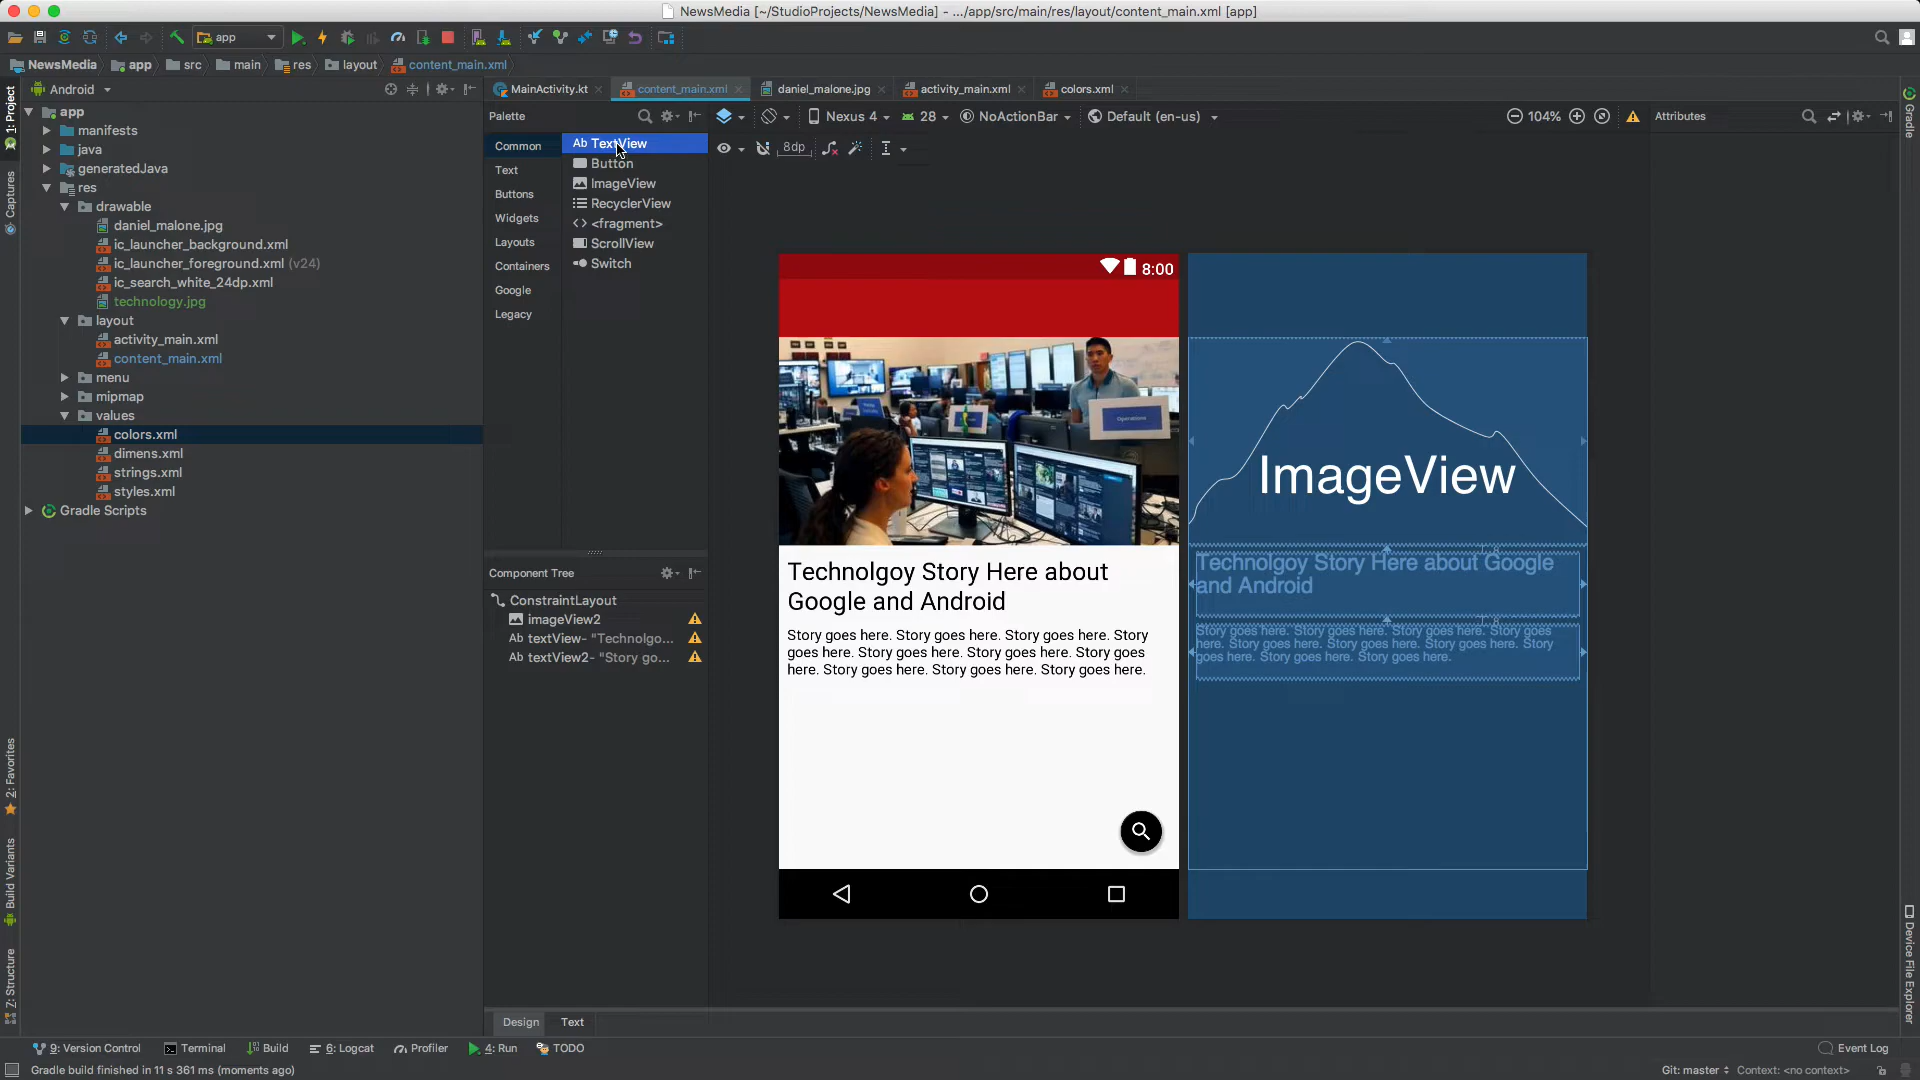 NewsMedia [~/StudioProjects/NewsMedia] - .../app/src/main/res/layout/content_main.xml [app]
app
NewsMedia app src main res layout content_main.xml
1: Project
Captures
2: Favorites
Build Variants
7: Structure
Android
app
manifests
java
generatedJava
res
drawable
daniel_malone.jpg
ic_launcher_background.xml
ic_launcher_foreground.xml (v24)
ic_search_white_24dp.xml
technology.jpg
layout
activity_main.xml
content_main.xml
menu
mipmap
values
colors.xml
dimens.xml
strings.xml
styles.xml
Gradle Scripts
MainActivity.kt content_main.xml daniel_malone.jpg activity_main.xml colors.xml
Palette
Common
Text
Buttons
Widgets
Layouts
Containers
Google
Legacy
Ab TextView
Button
ImageView
RecyclerView
<fragment>
ScrollView
Switch
Component Tree
ConstraintLayout
imageView2
Ab textView- "Technolgo...
Ab textView2- "Story go...
Nexus 4 28 NoActionBar Default (en-us) 104%
8dp
8:00
Operations
Technolgoy Story Here about
Google and Android
Story goes here. Story goes here. Story goes here. Story
goes here. Story goes here. Story goes here. Story goes
here. Story goes here. Story goes here. Story goes here.
ImageView
8
Technolgoy Story Here about Google
and Android
8
Story goes here. Story goes here. Story goes here. Story goes
here. Story goes here. Story goes here. Story goes here. Story
goes here. Story goes here. Story goes here.
Attributes
Gradle
Device File Explorer
Design Text
9: Version Control Terminal Build 6: Logcat Profiler 4: Run TODO Event Log
Gradle build finished in 11 s 361 ms (moments ago) Git: master Context: <no context>